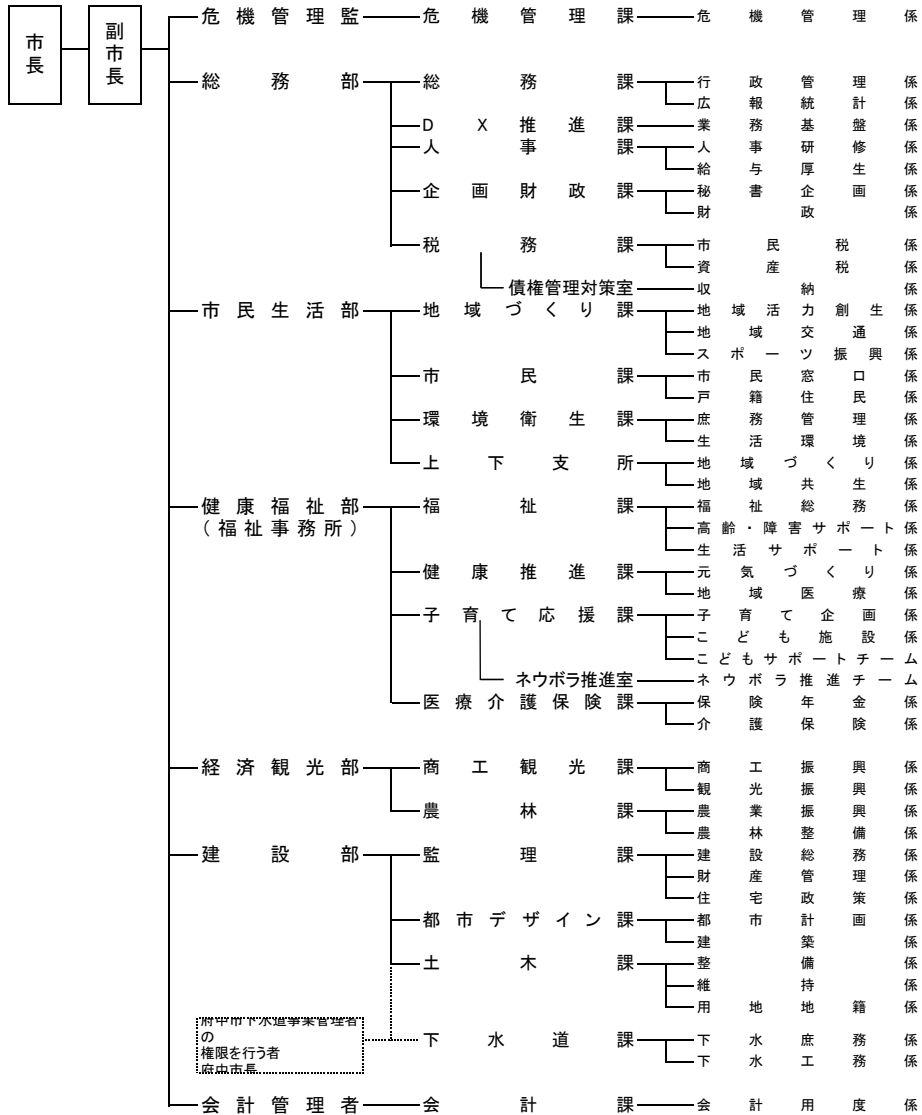 市長
副市長
危機管理監 危機管理課 危機管理係
総務部 総務課 行政管理係
広報統計係
DX推進課 業務基盤係
人事課 人事研修係
給与厚生係
企画財政課 秘書企画係
財政係
税務課 市民税係
資産税係
債権管理対策室 収納係
市民生活部 地域づくり課 地域活力創生係
地域交通係
スポーツ振興係
市民課 市民窓口係
戸籍住民係
環境衛生課 庶務管理係
生活環境係
上下支所 地域づくり係
地域共生係
健康福祉部 福祉課 福祉総務係
(福祉事務所) 高齢・障害サポート係
生活サポート係
健康推進課 元気づくり係
地域医療係
子育て応援課 子育て企画係
こども施設係
こどもサポートチーム
ネウボラ推進室 ネウボラ推進チーム
医療介護保険課 保険年金係
介護保険係
経済観光部 商工観光課 商工振興係
観光振興係
農林課 農業振興係
農林整備係
建設部 監理課 建設総務係
財産管理係
住宅政策係
都市デザイン課 都市計画係
建築係
土木課 整備係
維持係
用地地籍係
府中市下水道事業管理者
の
権限を行う者
府中市長
下水道課 下水庶務係
下水工務係
会計管理者 会計課 会計用度係